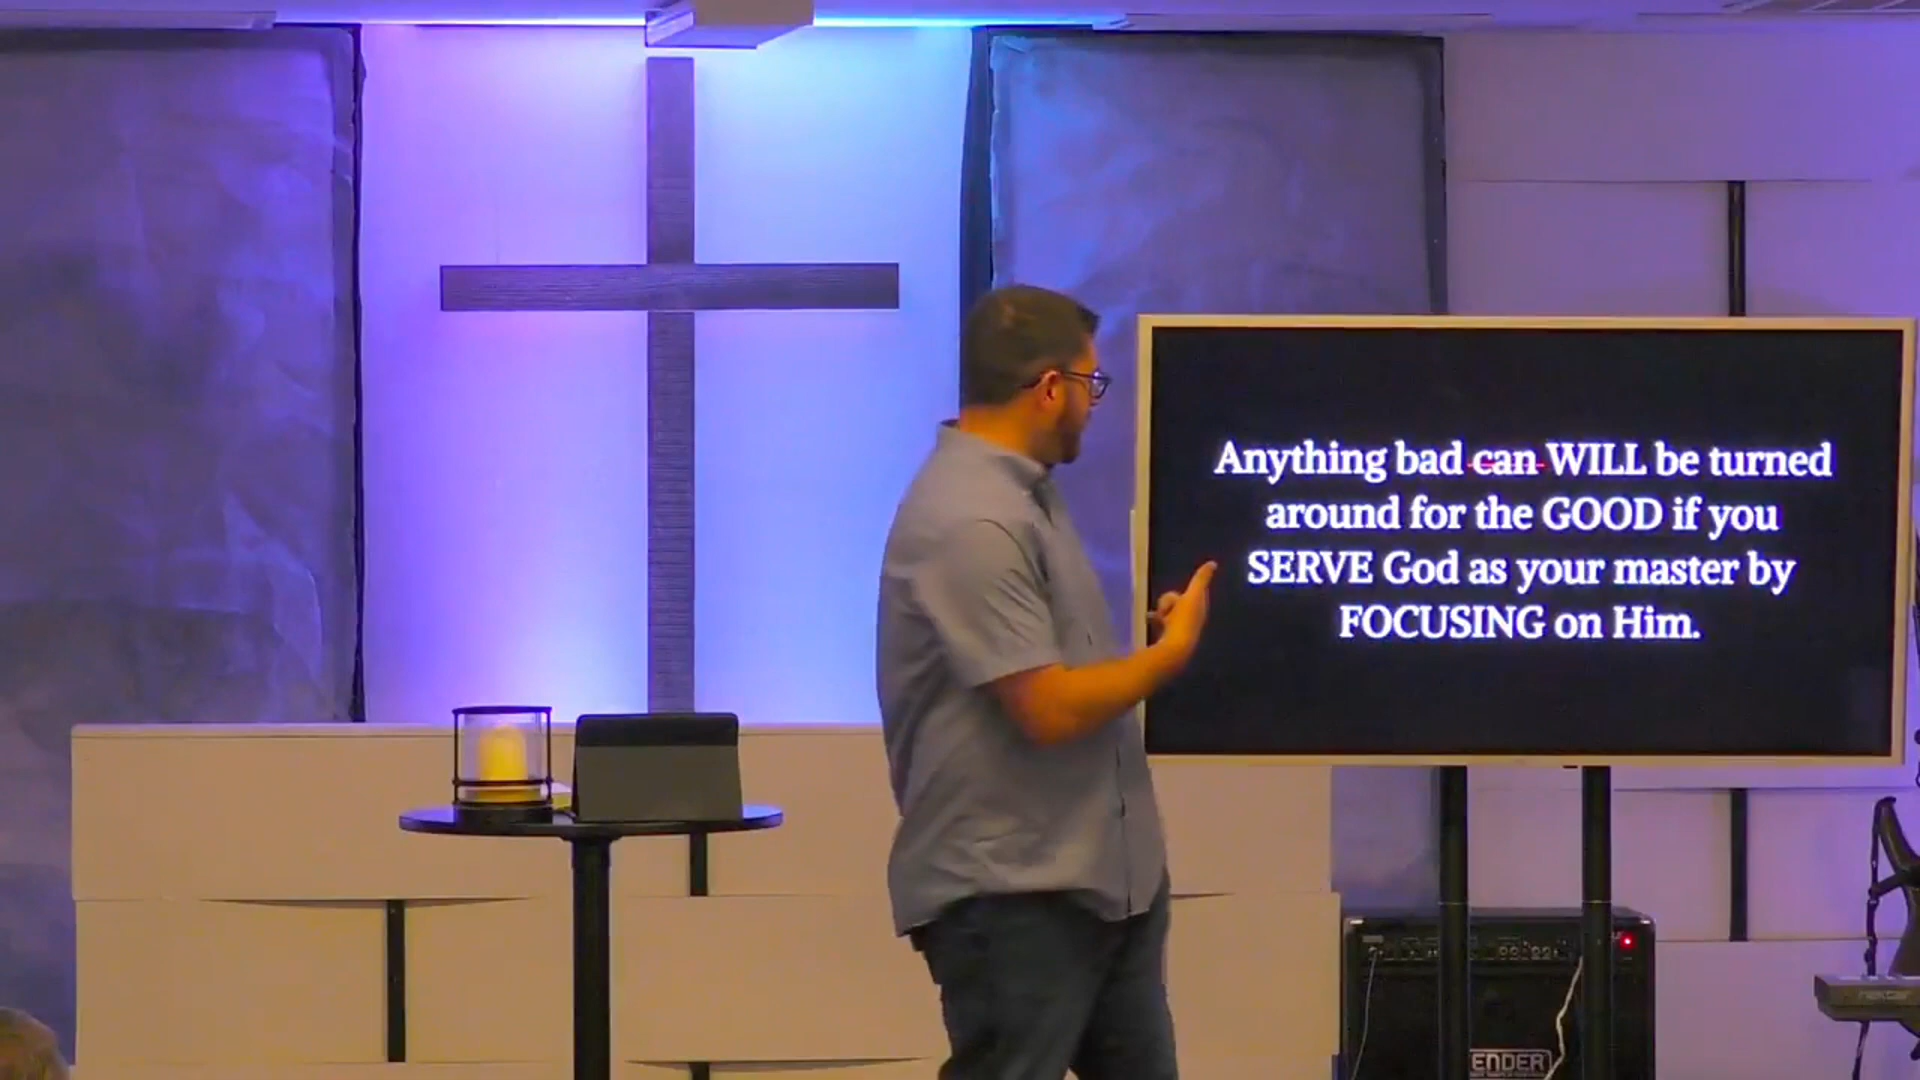 Anything bad can WILL be turned
around for the GOOD if you
SERVE God as your master by
FOCUSING on Him.
ENDER